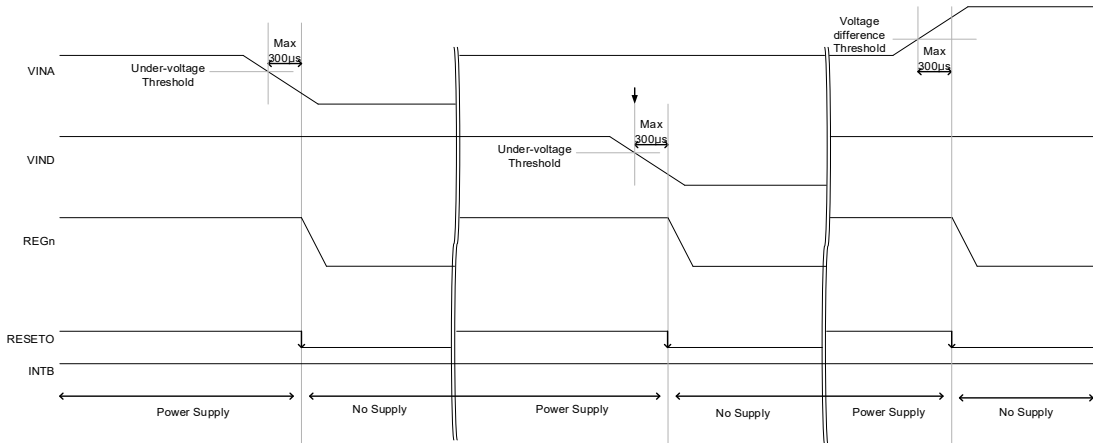 Voltage
difference
Threshold
Max
300µs
Max
300µs
VINA
Under-voltage
Threshold
Max
300µs
VIND
Under-voltage
Threshold
REGn
RESETO
INTB
Power Supply
No Supply
Power Supply
No Supply
Power Supply
No Supply